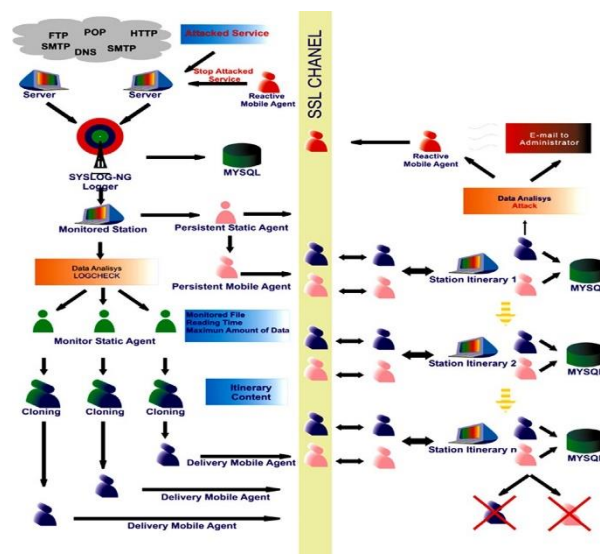 FTP
POP
HTTP
SMTP
DNS
SMTP
Attacked Service
Stop Attacked
Service
Server
Server
Reactive
Mobile Agent
SYSLOG-NG
Logger
MYSQL
Monitored Station
Persistent Static Agent
Data Analisys
LOGCHECK
Persistent Mobile Agent
Monitored File
Reading Time
Maximun Amount of Data
Monitor Static Agent
Itinerary
Content
Cloning
Cloning
Cloning
Delivery Mobile Agent
Delivery Mobile Agent
Delivery Mobile Agent
SSL CHANEL
Reactive
Mobile Agent
E-mail to
Administrator
Data Analisys
Attack
Station Itinerary 1
MYSQL
Station Itinerary 2
MYSQL
Station Itinerary n
MYSQL